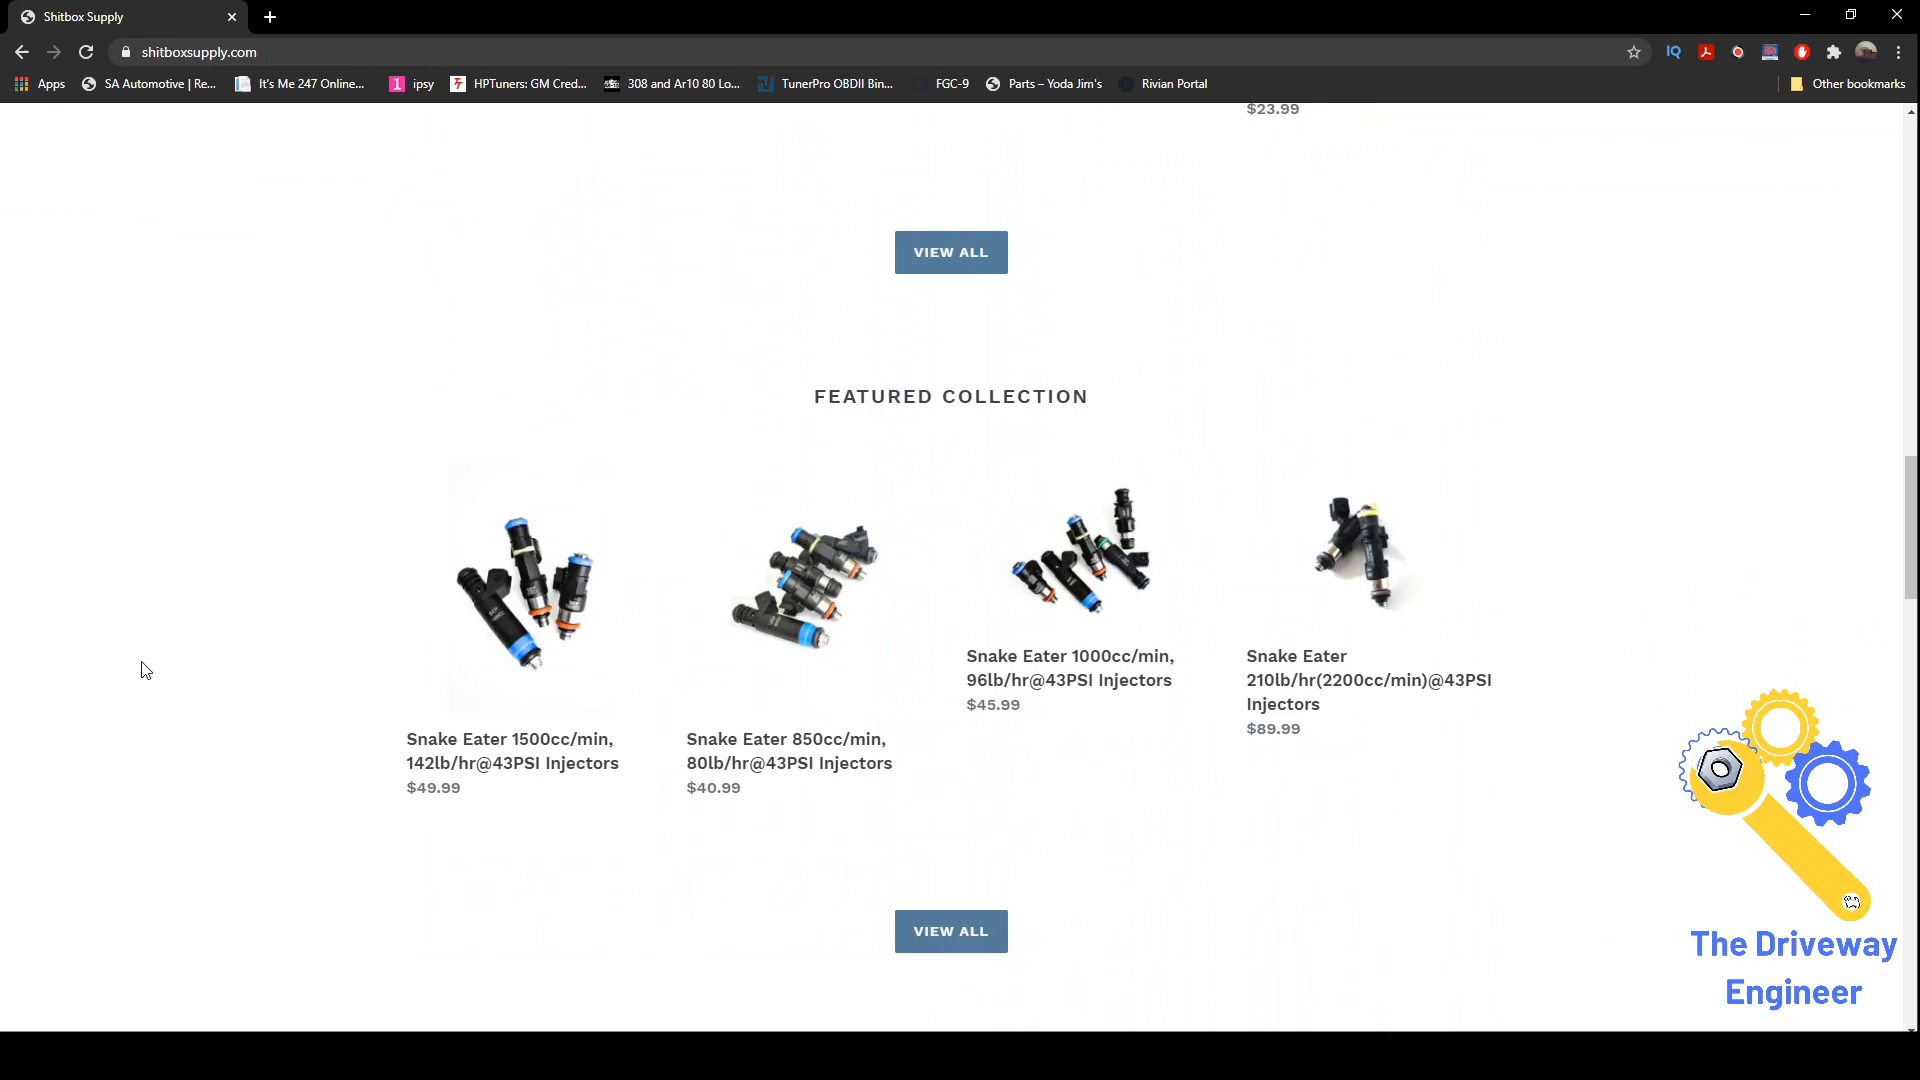 Shitbox Supply
shitboxsupply.com
IQ
Apps
SA Automotive | Re...
It's Me 247 Online...
1 ipsy
HPTuners: GM Cred...
308 and Ar10 80 Lo...
TunerPro OBDII Bin...
FGC-9
Parts – Yoda Jim's
Rivian Portal
Other bookmarks
$23.99
VIEW ALL
FEATURED COLLECTION
Snake Eater 1500cc/min,
142lb/hr@43PSI Injectors
$49.99
Snake Eater 850cc/min,
80lb/hr@43PSI Injectors
$40.99
Snake Eater 1000cc/min,
96lb/hr@43PSI Injectors
$45.99
Snake Eater
210lb/hr(2200cc/min)@43PSI
Injectors
$89.99
VIEW ALL
The Driveway
Engineer